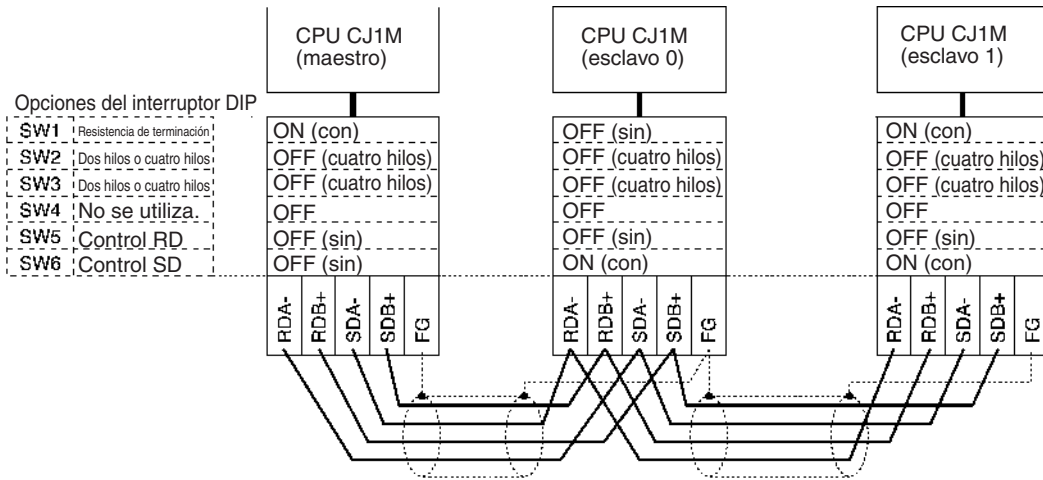 CPU CJ1M
(maestro)
CPU CJ1M
(esclavo 0)
CPU CJ1M
(esclavo 1)
Opciones del interruptor DIP
SW1 Resistencia de terminación ON (con) OFF (sin) ON (con)
SW2 Dos hilos o cuatro hilos OFF (cuatro hilos) OFF (cuatro hilos) OFF (cuatro hilos)
SW3 Dos hilos o cuatro hilos OFF (cuatro hilos) OFF (cuatro hilos) OFF (cuatro hilos)
SW4 No se utiliza. OFF OFF OFF
SW5 Control RD OFF (sin) OFF (sin) OFF (sin)
SW6 Control SD OFF (sin) ON (con) ON (con)
RDA- RDB+ SDA- SDB+ FG RDA- RDB+ SDA- SDB+ FG RDA- RDB+ SDA- SDB+ FG